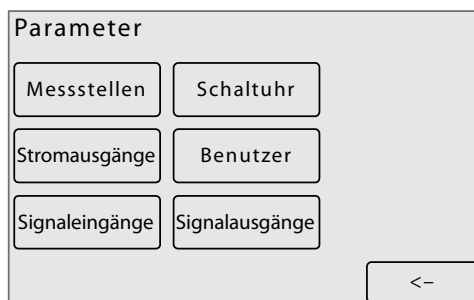 Parameter
Messstellen Schaltuhr
Stromausgänge Benutzer
Signaleingänge Signalausgänge
<–